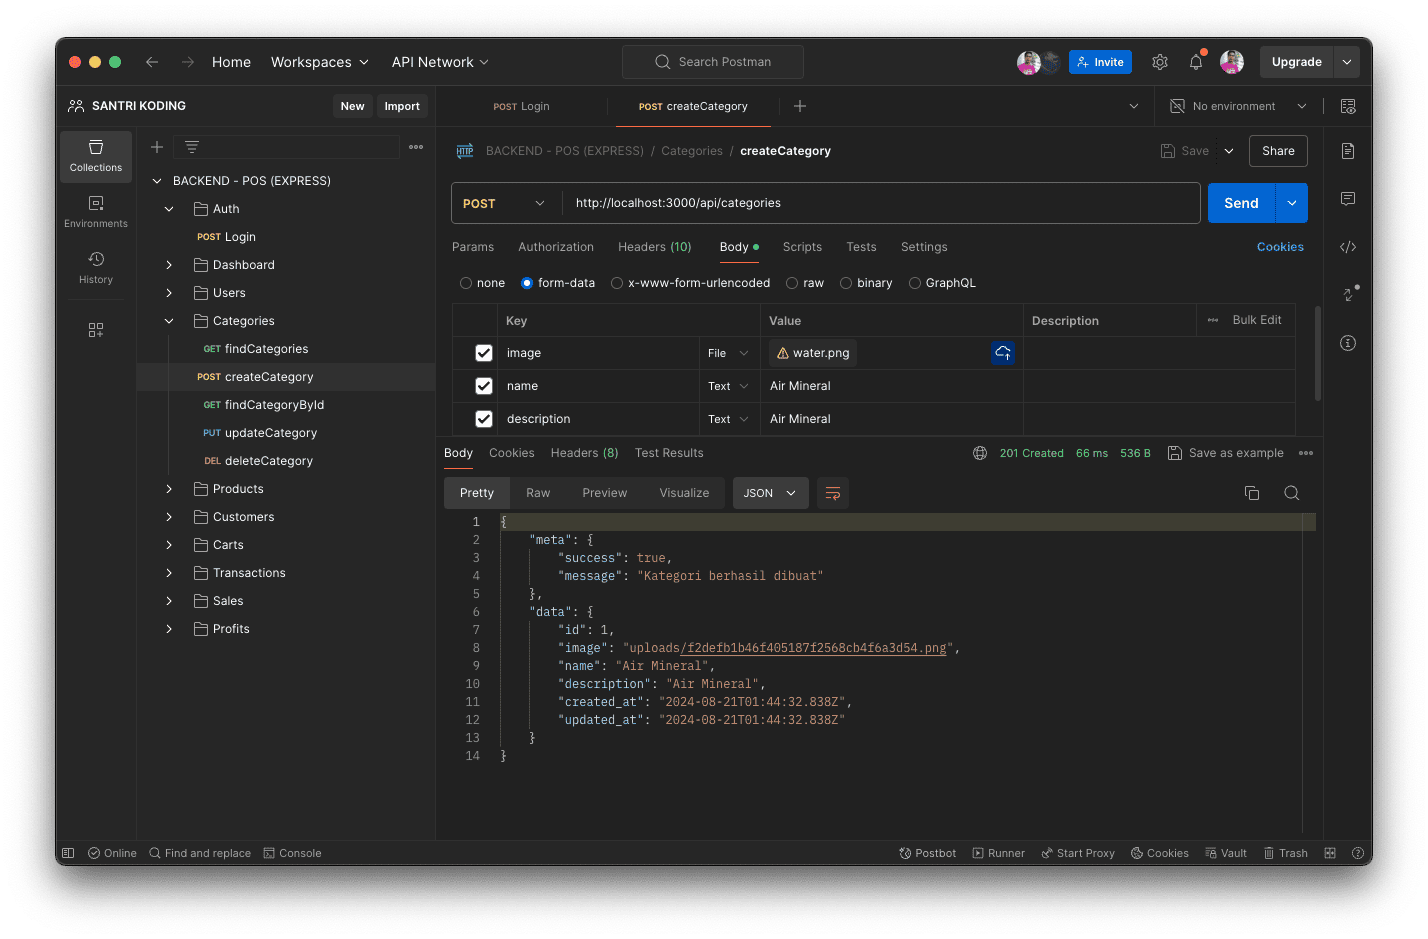 Home Workspaces API Network Search Postman Invite Upgrade
SANTRI KODING New Import
POST Login POST createCategory No environment
Collections
Environments
History
BACKEND - POS (EXPRESS)
Auth
POST Login
Dashboard
Users
Categories
GET findCategories
POST createCategory
GET findCategoryById
PUT updateCategory
DEL deleteCategory
Products
Customers
Carts
Transactions
Sales
Profits
HTTP BACKEND - POS (EXPRESS) / Categories / createCategory Save Share
POST http://localhost:3000/api/categories Send
Params Authorization Headers (10) Body Scripts Tests Settings Cookies
none form-data x-www-form-urlencoded raw binary GraphQL
Key Value Description Bulk Edit
image File water.png
name Text Air Mineral
description Text Air Mineral
Body Cookies Headers (8) Test Results 201 Created 66 ms 536 B Save as example
Pretty Raw Preview Visualize JSON
1 {
2 "meta": {
3 "success": true,
4 "message": "Kategori berhasil dibuat"
5 },
6 "data": {
7 "id": 1,
8 "image": "uploads/f2defb1b46f405187f2568cb4f6a3d54.png",
9 "name": "Air Mineral",
10 "description": "Air Mineral",
11 "created_at": "2024-08-21T01:44:32.838Z",
12 "updated_at": "2024-08-21T01:44:32.838Z"
13 }
14 }
Online Find and replace Console Postbot Runner Start Proxy Cookies Vault Trash